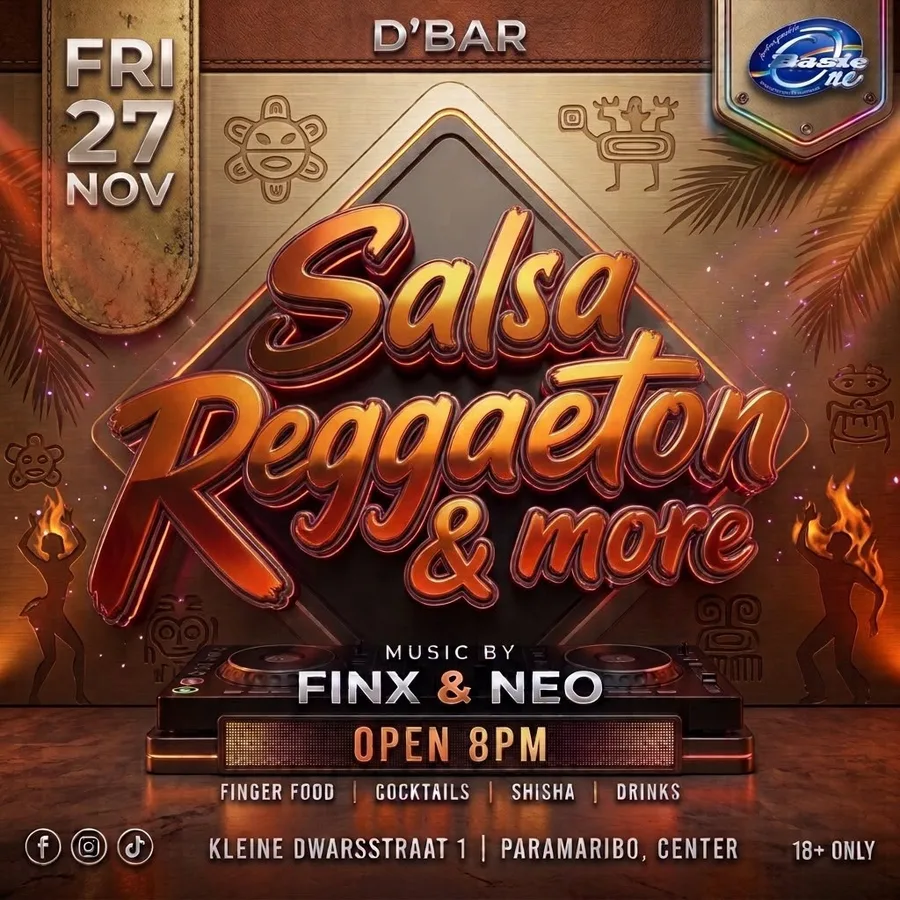 D'BAR
FRI
27
NOV
Salsa
Reggaeton
& more
MUSIC BY
FINX & NEO
OPEN 8PM
FINGER FOOD | COCKTAILS | SHISHA | DRINKS
KLEINE DWARSSTRAAT 1 | PARAMARIBO, CENTER
18+ ONLY